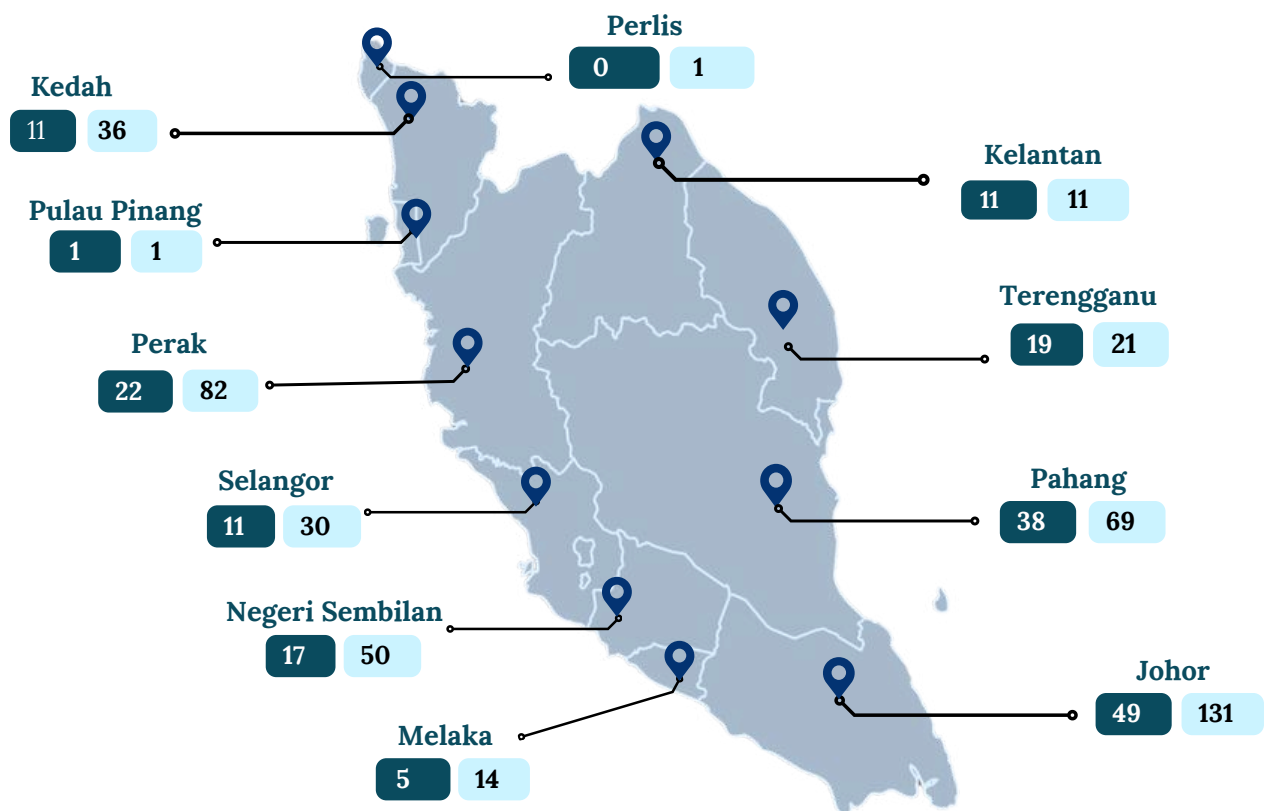 Perlis
0 1
Kedah
11 36
Kelantan
11 11
Pulau Pinang
1 1
Terengganu
19 21
Perak
22 82
Selangor
11 30
Pahang
38 69
Negeri Sembilan
17 50
Johor
49 131
Melaka
5 14